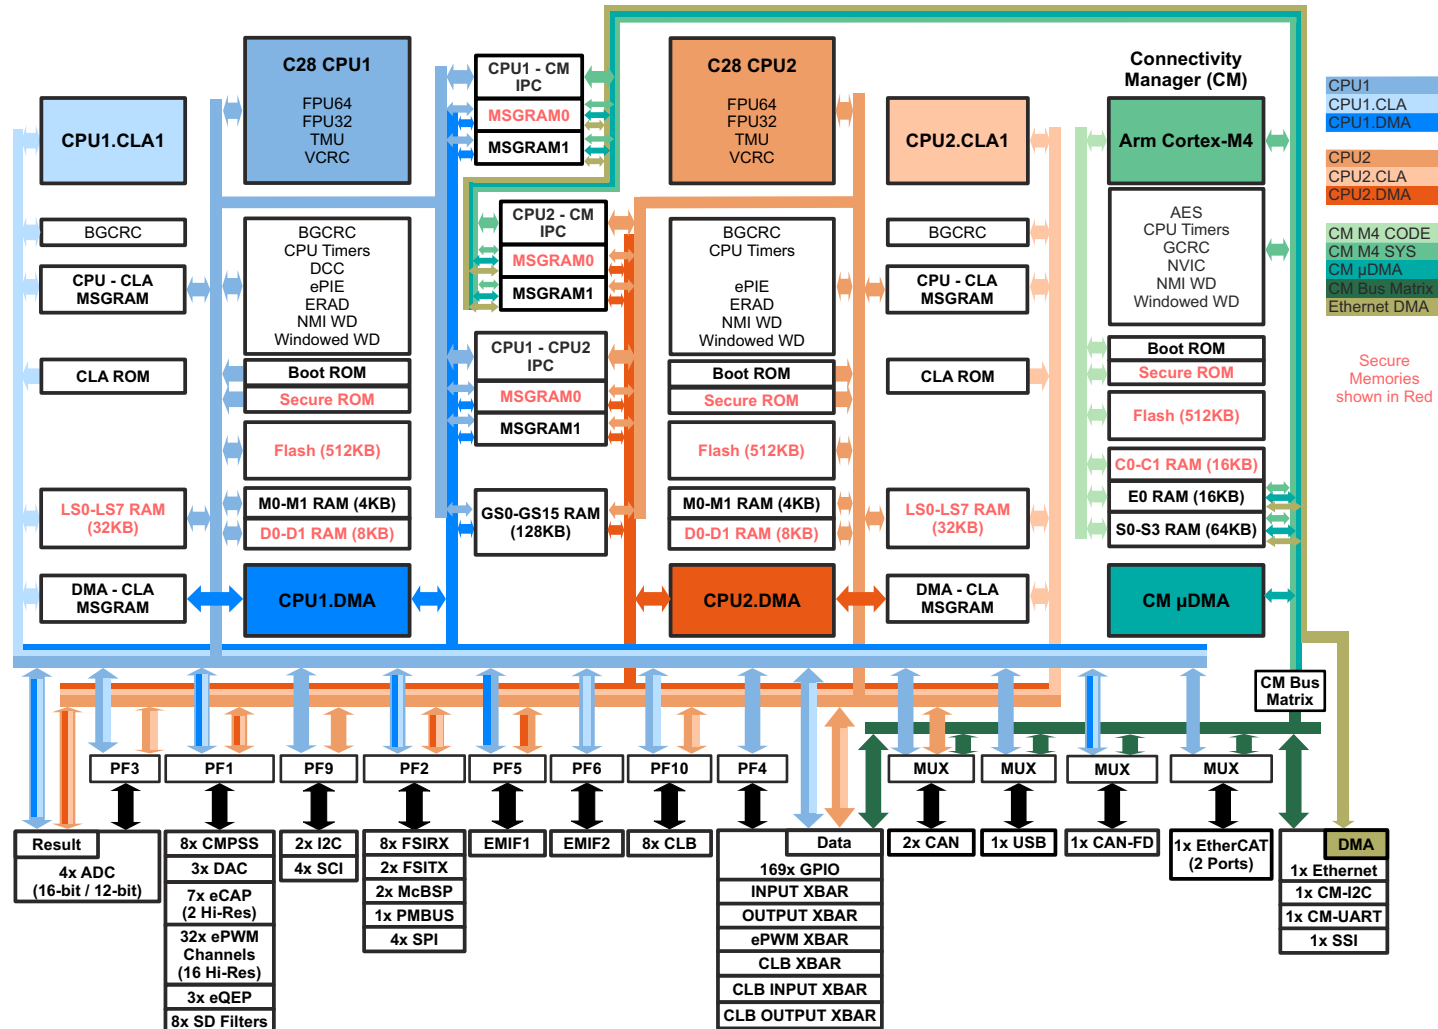 C28 CPU1
FPU64
FPU32
TMU
VCRC
CPU1.CLA1
BGCRC
CPU - CLA
MSGRAM
CLA ROM
LS0-LS7 RAM
(32KB)
DMA - CLA
MSGRAM
BGCRC
CPU Timers
DCC
ePIE
ERAD
NMI WD
Windowed WD
Boot ROM
Secure ROM
Flash (512KB)
M0-M1 RAM (4KB)
D0-D1 RAM (8KB)
CPU1.DMA
CPU1 - CM
IPC
MSGRAM0
MSGRAM1
CPU2 - CM
IPC
MSGRAM0
MSGRAM1
CPU1 - CPU2
IPC
MSGRAM0
MSGRAM1
GS0-GS15 RAM
(128KB)
C28 CPU2
FPU64
FPU32
TMU
VCRC
BGCRC
CPU Timers
ePIE
ERAD
NMI WD
Windowed WD
Boot ROM
Secure ROM
Flash (512KB)
M0-M1 RAM (4KB)
D0-D1 RAM (8KB)
CPU2.DMA
CPU2.CLA1
BGCRC
CPU - CLA
MSGRAM
CLA ROM
LS0-LS7 RAM
(32KB)
DMA - CLA
MSGRAM
Connectivity
Manager (CM)
Arm Cortex-M4
AES
CPU Timers
GCRC
NVIC
NMI WD
Windowed WD
Boot ROM
Secure ROM
Flash (512KB)
C0-C1 RAM (16KB)
E0 RAM (16KB)
S0-S3 RAM (64KB)
CM µDMA
CPU1
CPU1.CLA
CPU1.DMA
CPU2
CPU2.CLA
CPU2.DMA
CM M4 CODE
CM M4 SYS
CM µDMA
CM Bus Matrix
Ethernet DMA
Secure
Memories
shown in Red
CM Bus
Matrix
PF3
PF1
PF9
PF2
PF5
PF6
PF10
PF4
MUX
MUX
MUX
MUX
Result
4x ADC
(16-bit / 12-bit)
8x CMPSS
3x DAC
7x eCAP
(2 Hi-Res)
32x ePWM
Channels
(16 Hi-Res)
3x eQEP
8x SD Filters
2x I2C
4x SCI
8x FSIRX
2x FSITX
2x McBSP
1x PMBUS
4x SPI
EMIF1
EMIF2
8x CLB
Data
169x GPIO
INPUT XBAR
OUTPUT XBAR
ePWM XBAR
CLB XBAR
CLB INPUT XBAR
CLB OUTPUT XBAR
2x CAN
1x USB
1x CAN-FD
1x EtherCAT
(2 Ports)
DMA
1x Ethernet
1x CM-I2C
1x CM-UART
1x SSI